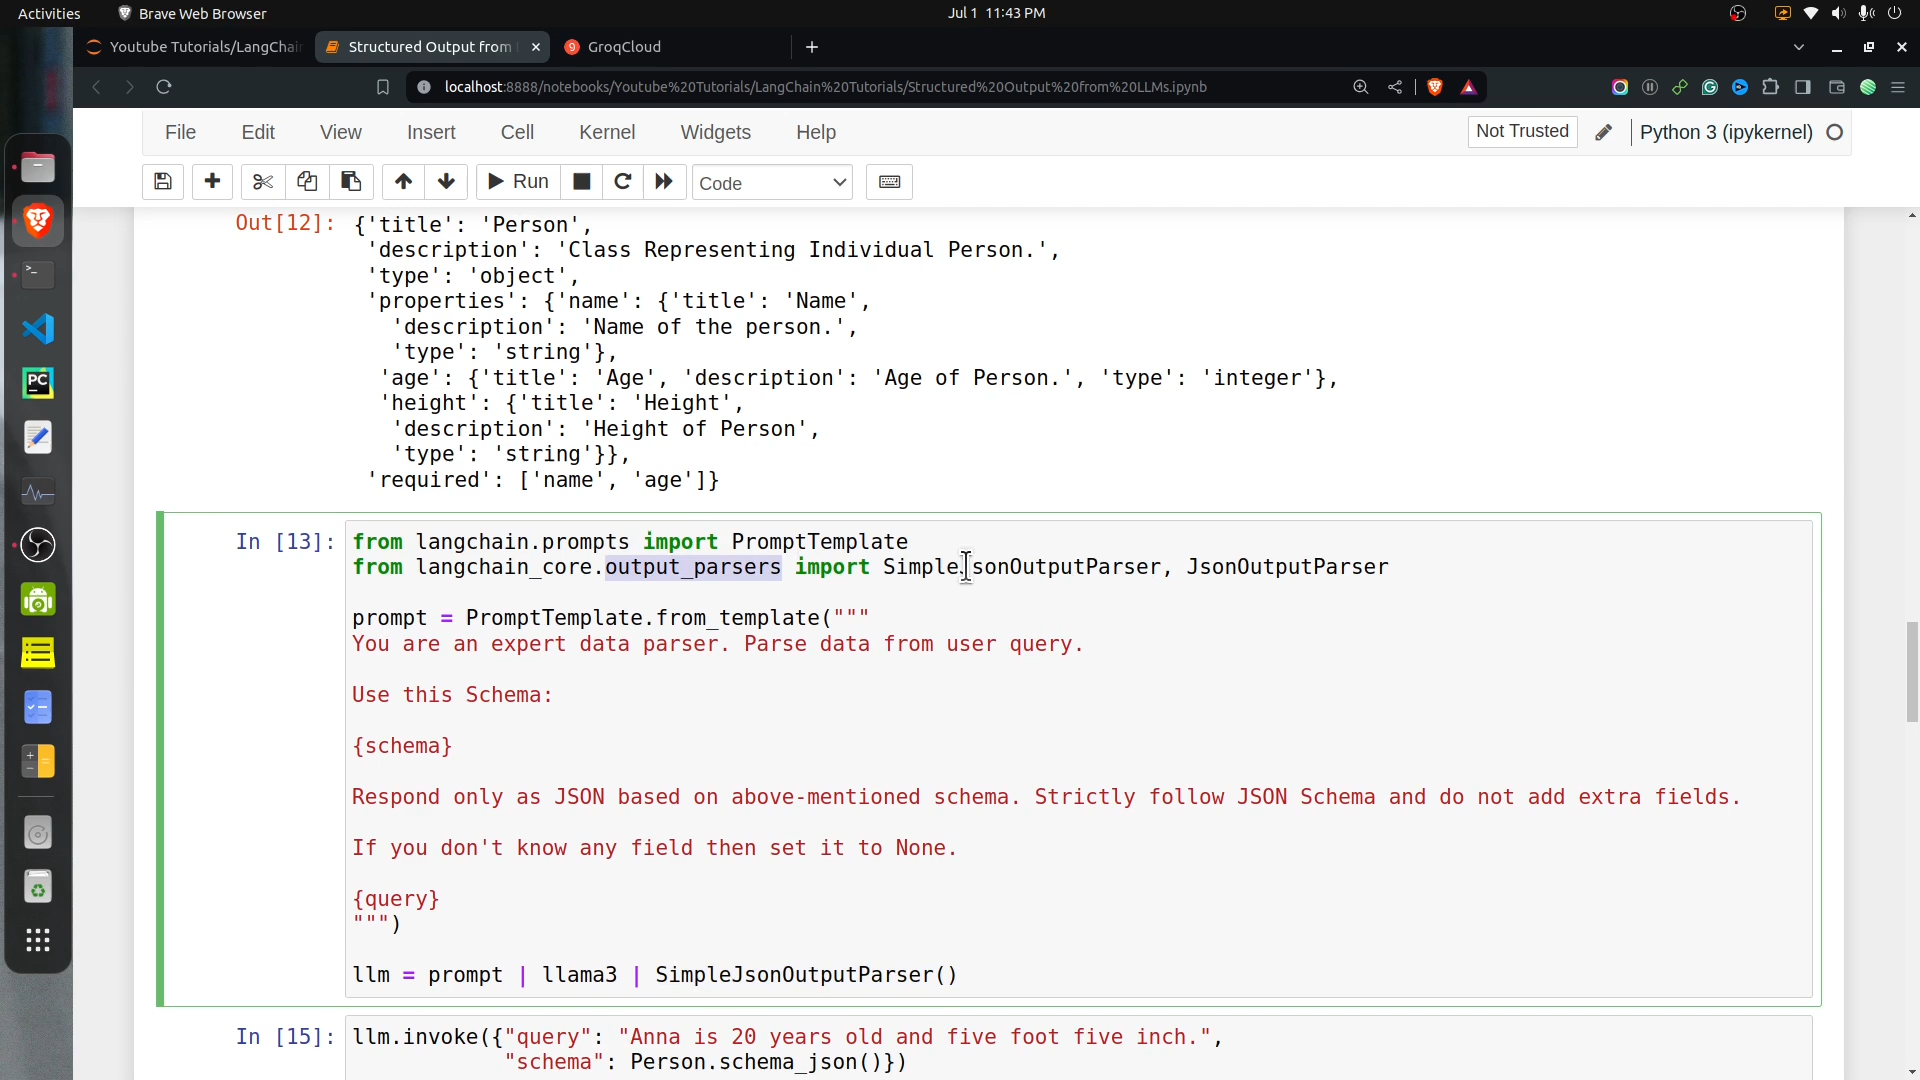 Activities Brave Web Browser Jul 1 11:43 PM
Youtube Tutorials/LangChain Structured Output from × 9 GroqCloud +
localhost:8888/notebooks/Youtube%20Tutorials/LangChain%20Tutorials/Structured%20Output%20from%20LLMs.ipynb
File Edit View Insert Cell Kernel Widgets Help Not Trusted Python 3 (ipykernel)
Run Code
Out[12]: {'title': 'Person',
'description': 'Class Representing Individual Person.',
'type': 'object',
'properties': {'name': {'title': 'Name',
'description': 'Name of the person.',
'type': 'string'},
'age': {'title': 'Age', 'description': 'Age of Person.', 'type': 'integer'},
'height': {'title': 'Height',
'description': 'Height of Person',
'type': 'string'}},
'required': ['name', 'age']}
In [13]: from langchain.prompts import PromptTemplate
from langchain_core.output_parsers import SimpleJsonOutputParser, JsonOutputParser
prompt = PromptTemplate.from_template("""
You are an expert data parser. Parse data from user query.
Use this Schema:
{schema}
Respond only as JSON based on above-mentioned schema. Strictly follow JSON Schema and do not add extra fields.
If you don't know any field then set it to None.
{query}
""")
llm = prompt | llama3 | SimpleJsonOutputParser()
In [15]: llm.invoke({"query": "Anna is 20 years old and five foot five inch.",
"schema": Person.schema_json()})
PC